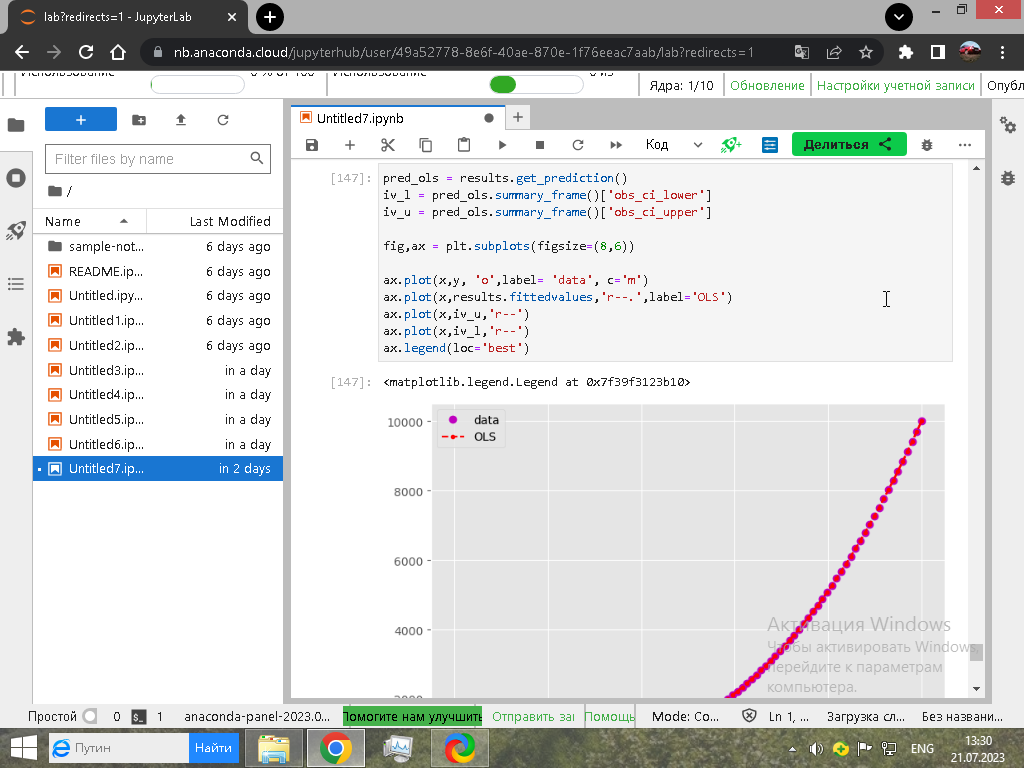 lab?redirects=1 - JupyterLab
nb.anaconda.cloud/jupyterhub/user/49a52778-8e6f-40ae-870e-1f76eeac7aab/lab?redirects=1
Использование
0 % от 100
Использование
0 из
Ядра: 1/10
Обновление
Настройки учетной записи
Опубл
Filter files by name
/
Name
Last Modified
sample-not...
6 days ago
README.ip...
6 days ago
Untitled.ipy...
6 days ago
Untitled1.ip...
6 days ago
Untitled2.ip...
6 days ago
Untitled3.ip...
in a day
Untitled4.ip...
in a day
Untitled5.ip...
in a day
Untitled6.ip...
in a day
Untitled7.ip...
in 2 days
Untitled7.ipynb
Код
Делиться
[147]:
pred_ols = results.get_prediction()
iv_l = pred_ols.summary_frame()['obs_ci_lower']
iv_u = pred_ols.summary_frame()['obs_ci_upper']
fig,ax = plt.subplots(figsize=(8,6))
ax.plot(x,y, 'o',label= 'data', c='m')
ax.plot(x,results.fittedvalues,'r--.',label='OLS')
ax.plot(x,iv_u,'r--')
ax.plot(x,iv_l,'r--')
ax.legend(loc='best')
[147]:
<matplotlib.legend.Legend at 0x7f39f3123b10>
data
OLS
10000
8000
6000
4000
2000
Активация Windows
Чтобы активировать Windows,
перейдите к параметрам
компьютера.
Простой
0
1
anaconda-panel-2023.0...
Помогите нам улучшить
Отправить заг
Помощь
Mode: Co...
Ln 1, ...
Загрузка сл...
Без названи...
Путин
Найти
ENG
13:30
21.07.2023